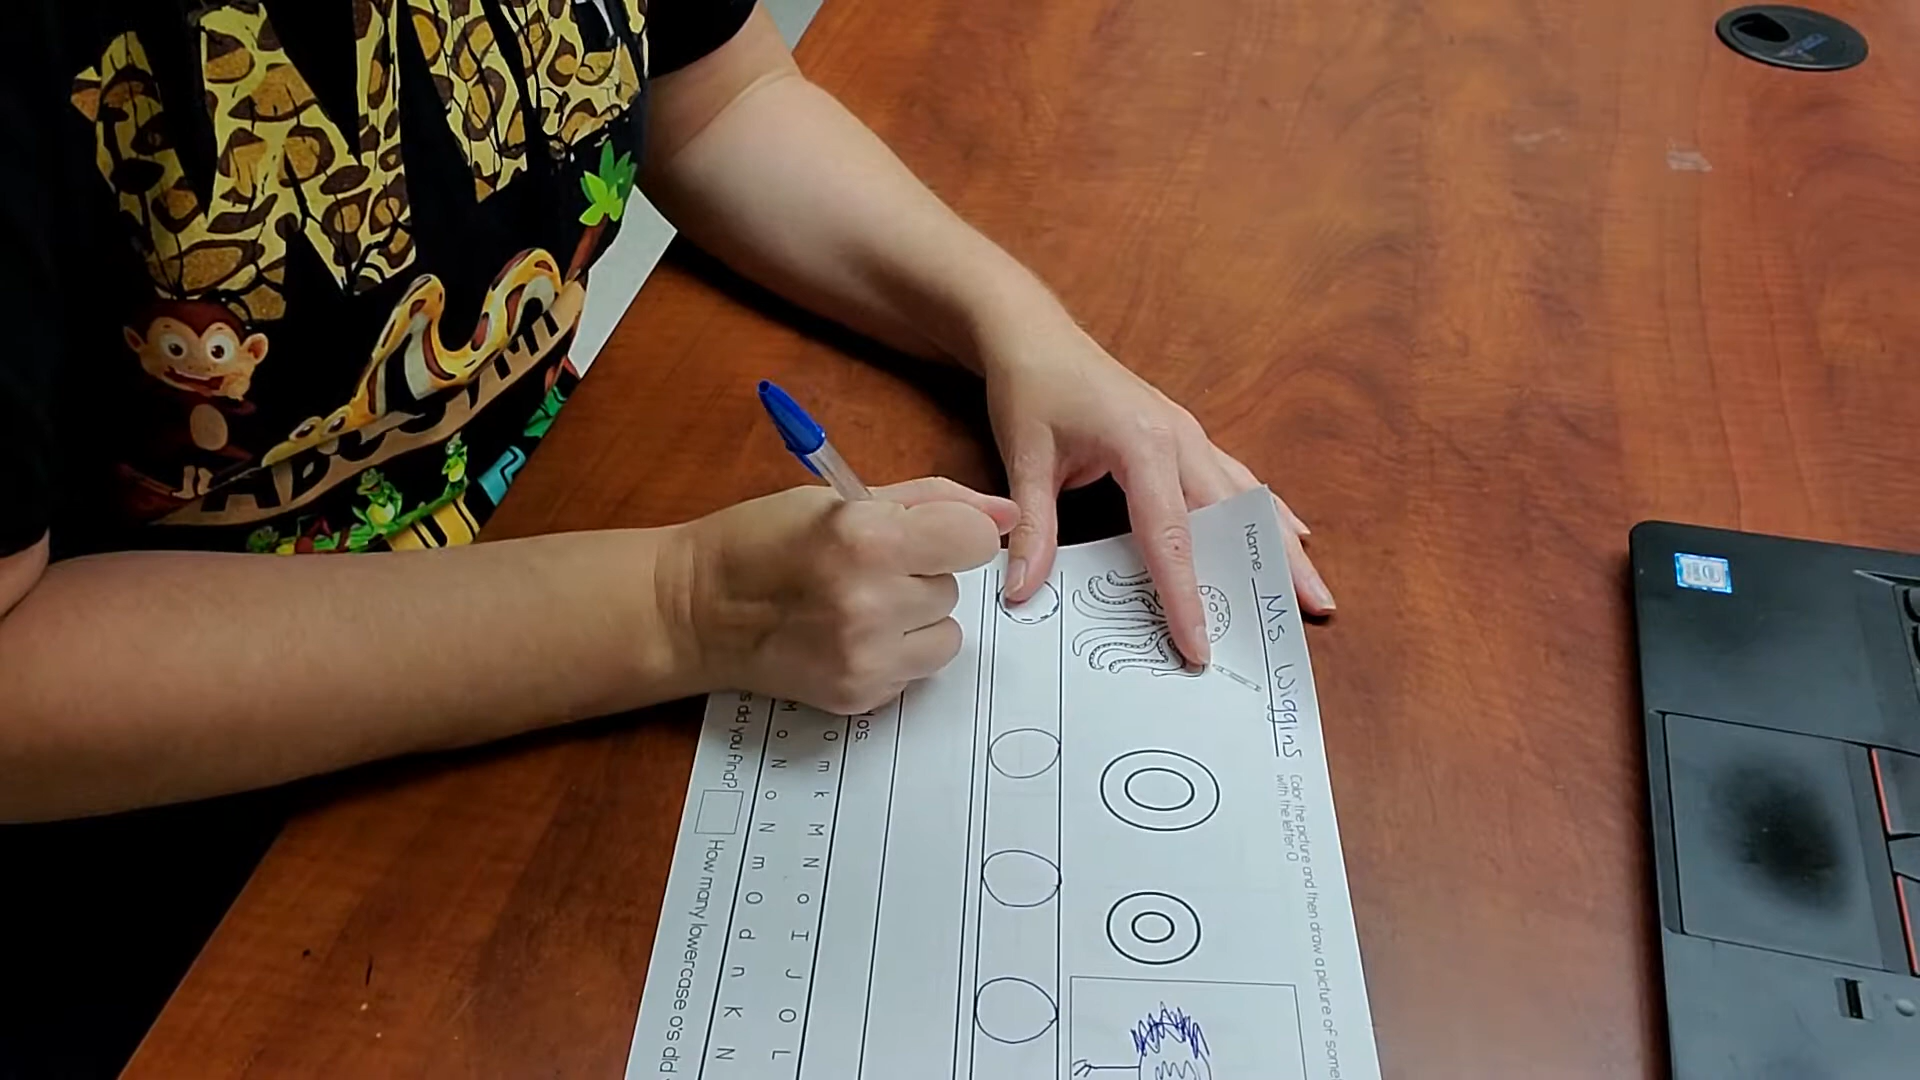 Name Ms. Wiggins
Color the picture and then draw a picture of some
with the letter O
O o
O O O O
o's.
O m k M N o I J O L
M o N o N m O d n K N
did you find? How many lowercase o's did